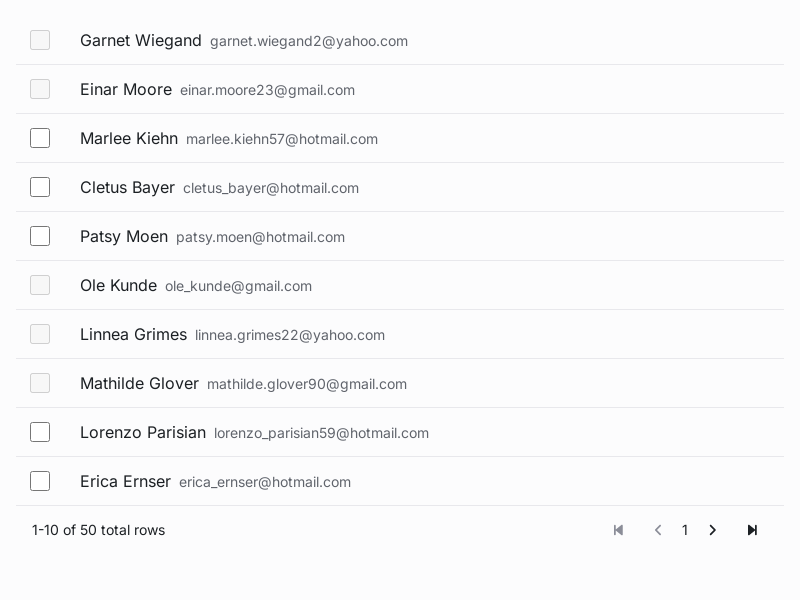 Garnet Wiegand garnet.wiegand2@yahoo.com
Einar Moore einar.moore23@gmail.com
Marlee Kiehn marlee.kiehn57@hotmail.com
Cletus Bayer cletus_bayer@hotmail.com
Patsy Moen patsy.moen@hotmail.com
Ole Kunde ole_kunde@gmail.com
Linnea Grimes linnea.grimes22@yahoo.com
Mathilde Glover mathilde.glover90@gmail.com
Lorenzo Parisian lorenzo_parisian59@hotmail.com
Erica Ernser erica_ernser@hotmail.com
1-10 of 50 total rows 1